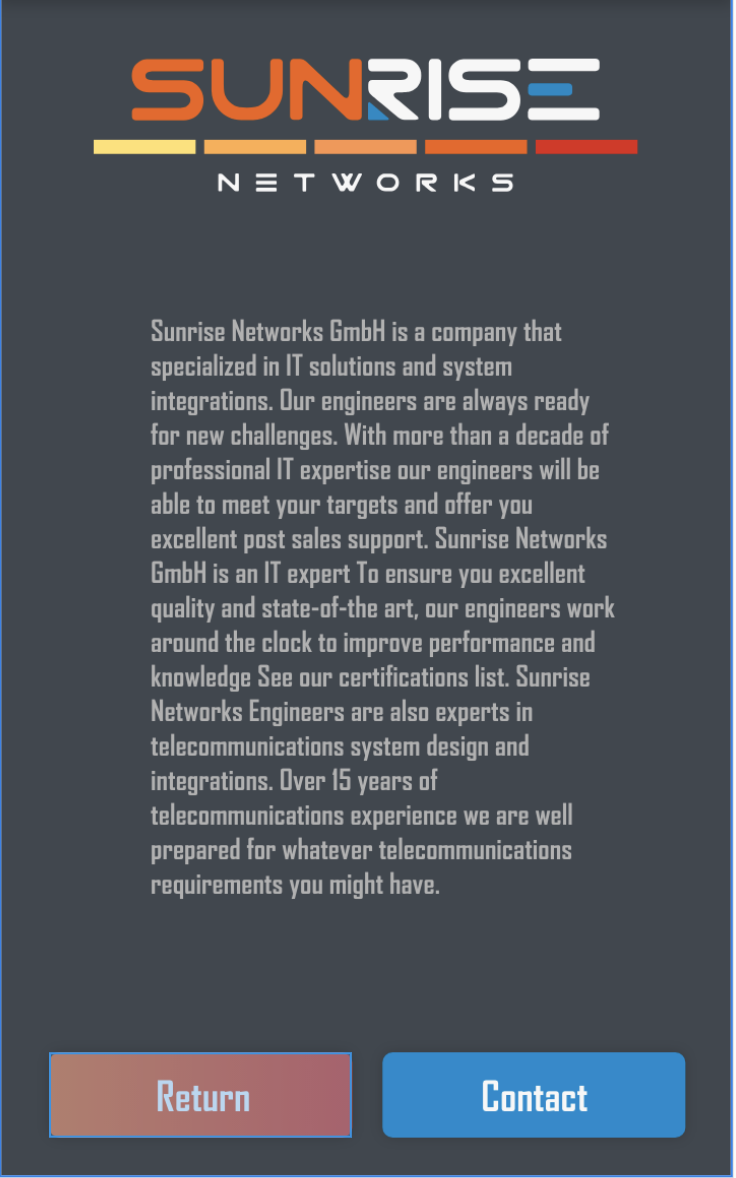 SUNRISE
NETWORKS
Sunrise Networks GmbH is a company that
specialized in IT solutions and system
integrations. Our engineers are always ready
for new challenges. With more than a decade of
professional IT expertise our engineers will be
able to meet your targets and offer you
excellent post sales support. Sunrise Networks
GmbH is an IT expert To ensure you excellent
quality and state-of-the art, our engineers work
around the clock to improve performance and
knowledge See our certifications list. Sunrise
Networks Engineers are also experts in
telecommunications system design and
integrations. Over 15 years of
telecommunications experience we are well
prepared for whatever telecommunications
requirements you might have.
Return Contact